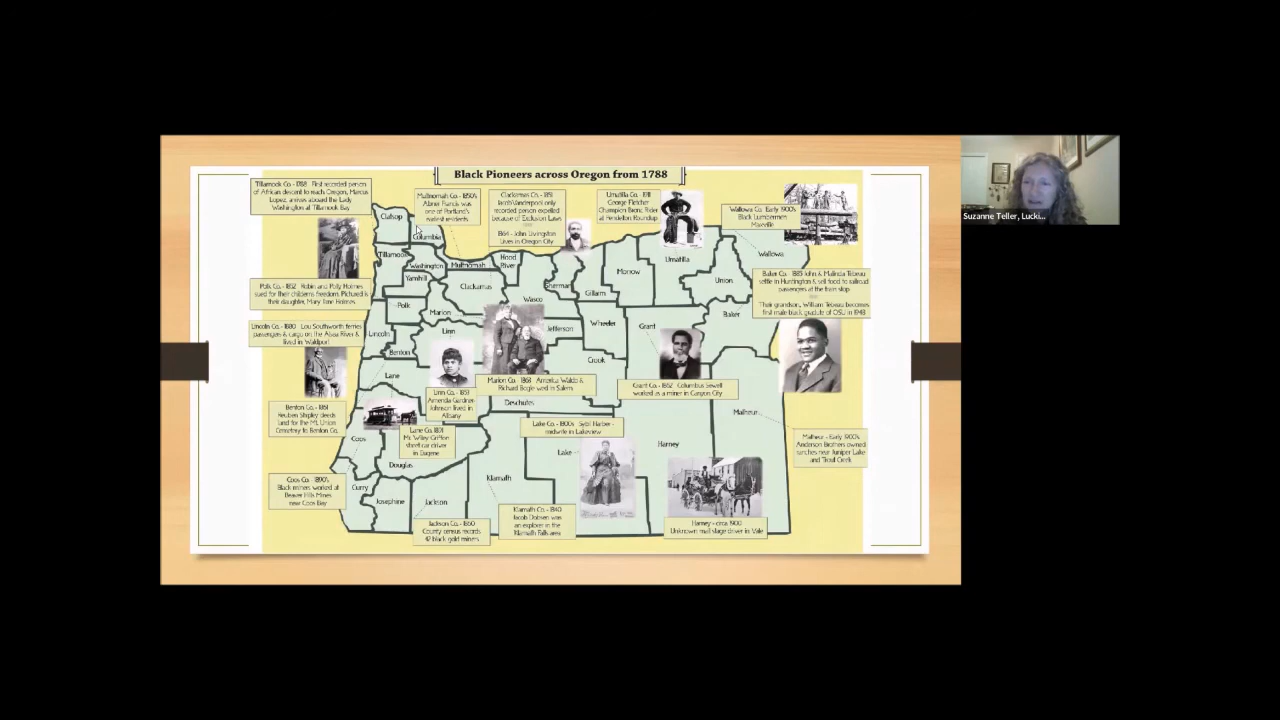 Black Pioneers across Oregon from 1788
Tillamook Co - 1788 First recorded person
of African descent to reach Oregon, Marcus
Lopez, arrives aboard the Lady
Washington at Tillamook Bay
Multnomah Co - 1850's
Abner Francis was
one of Portland's
earliest residents
Clackamas Co - 1851
Jacob Vanderpool only
recorded person expelled
because of Exclusion Laws
1864 - John Livingston
Lives in Oregon City
Umatilla Co - 1911
George Fletcher
Champion Bronc Rider
at Pendleton Roundup
Wallowa Co. Early 1900's
Black Lumbermen
Maxville
Suzanne Teller, Lucki...
Clatsop
Columbia
Tillamook
Washington
Multnomah
Hood
River
Sherman
Gilliam
Morrow
Umatilla
Wallowa
Union
Yamhill
Clackamas
Wasco
Polk
Marion
Baker
Polk Co - 1852 Robin and Polly Holmes
sued for their childrens freedom. Pictured is
their daughter, Mary Jane Holmes
Baker Co - 1885 John & Malinda Tebeau
settle in Huntington & sell food to railroad
passengers at the train stop
Their grandson, William Tebeau becomes
first male black graduate of OSU in 1948
Lincoln Co - 1880 Lou Southworth ferries
passengers & cargo on the Alsea River &
lived in Waldport
Lincoln
Linn
Jefferson
Wheeler
Grant
Benton
Crook
Lane
Linn Co - 1853
Amanda Gardner
Johnson lived in
Albany
Marion Co - 1863 America Waldo &
Richard Bogle wed in Salem
Grant Co - 1862 Columbus Sewell
worked as a miner in Canyon City
Deschutes
Malheur
Benton Co - 1861
Reuben Shipley deeds
land for the Mt. Union
Cemetery to Benton Co.
Lane Co. 1891
Mr. Wiley Griffon
street car driver
in Eugene
Lake Co - 1900s Sybil Harber -
midwife in Lakeview
Coos
Douglas
Lake
Harney
Malheur - Early 1900's
Anderson Brothers owned
ranches near Juniper Lake
and Trout Creek
Coos Co - 1890's
Black miners worked at
Beaver Hills Mines
near Coos Bay
Curry
Josephine
Jackson
Klamath
Jackson Co - 1860
County census records
42 black gold miners
Klamath Co - 1840
Jacob Dobsen was
an explorer in the
Klamath Falls area
Harney - circa 1900
Unknown mail stage driver in Vale